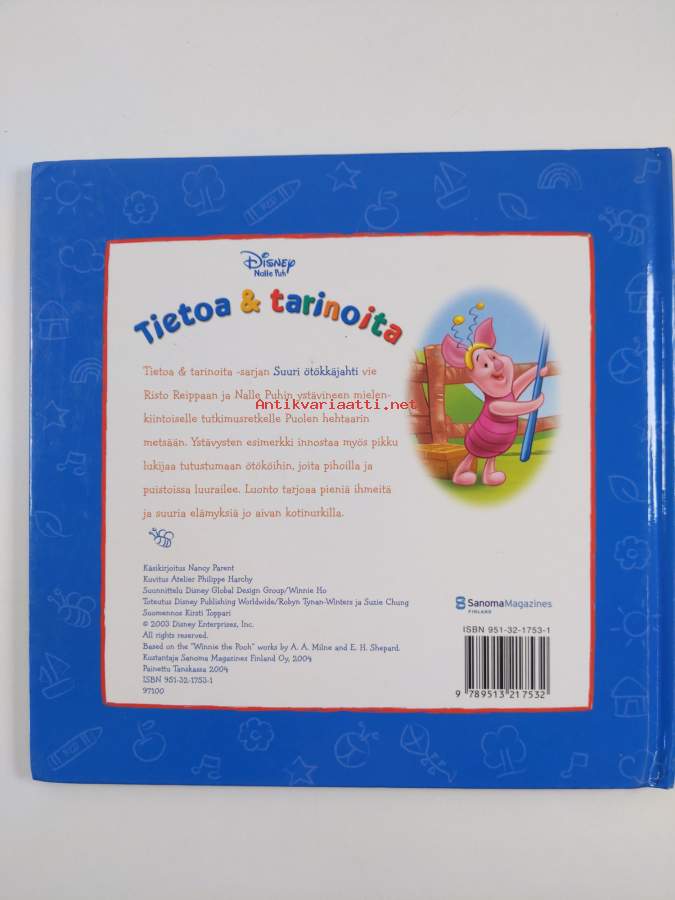 Disney
Nalle Puh
Tietoa & tarinoita
Tietoa & tarinoita -sarjan Suuri ötökkäjahti vie
Risto Reippaan ja Nalle Puhin ystävineen mielen-
kiintoiselle tutkimusretkelle Puolen hehtaarin
metsään. Ystävysten esimerkki innostaa myös pikku
lukijaa tutustumaan ötököihin, joita pihoilla ja
puistoissa luurailee. Luonto tarjoaa pieniä ihmeitä
ja suuria elämyksiä jo aivan kotinurkilla.
Antikvariaatti.net
Käsikirjoitus Nancy Parent
Kuvitus Atelier Philippe Harchy
Suunnittelu Disney Global Design Group/Winnie Ho
Toteutus Disney Publishing Worldwide/Robyn Tynan-Winters ja Suzie Chung
Suomennos Kirsti Toppari
© 2003 Disney Enterprises, Inc.
All rights reserved.
Based on the "Winnie the Pooh" works by A. A. Milne and E. H. Shepard.
Kustantaja Sanoma Magazines Finland Oy, 2004
Painettu Tanskassa 2004
ISBN 951-32-1753-1
97100
SanomaMagazines
FINLAND
ISBN 951-32-1753-1
9 789513 217532